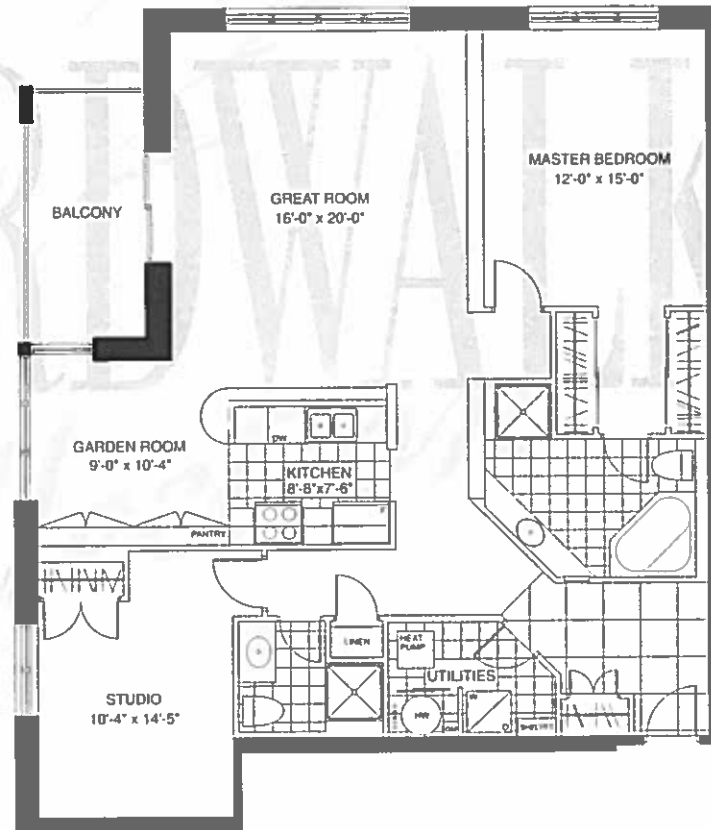 MASTER BEDROOM
12'-0" x 15'-0"
GREAT ROOM
16'-0" x 20'-0"
BALCONY
GARDEN ROOM
9'-0" x 10'-4"
DW
KITCHEN
8'-8"x7'-6"
F
PANTRY
LINEN
HEAT
PUMP
UTILITIES
STUDIO
10'-4" x 14'-5"
HW
W
D
SHELVES